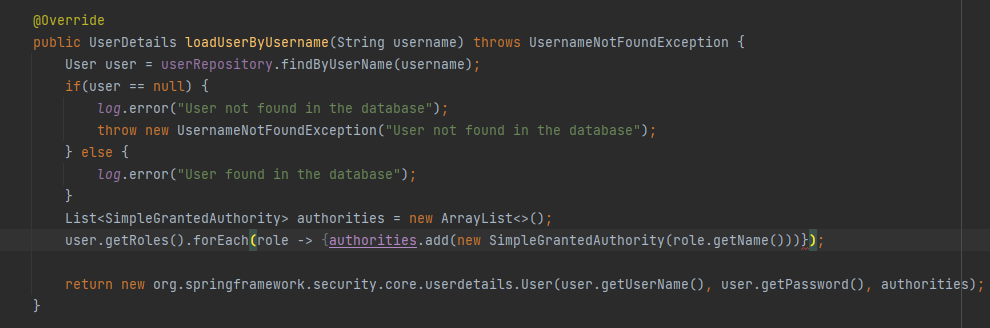 @Override
public UserDetails loadUserByUsername(String username) throws UsernameNotFoundException {
User user = userRepository.findByUserName(username);
if(user == null) {
log.error("User not found in the database");
throw new UsernameNotFoundException("User not found in the database");
} else {
log.error("User found in the database");
}
List<SimpleGrantedAuthority> authorities = new ArrayList<>();
user.getRoles().forEach(role -> {authorities.add(new SimpleGrantedAuthority(role.getName()))});
return new org.springframework.security.core.userdetails.User(user.getUserName(), user.getPassword(), authorities);
}